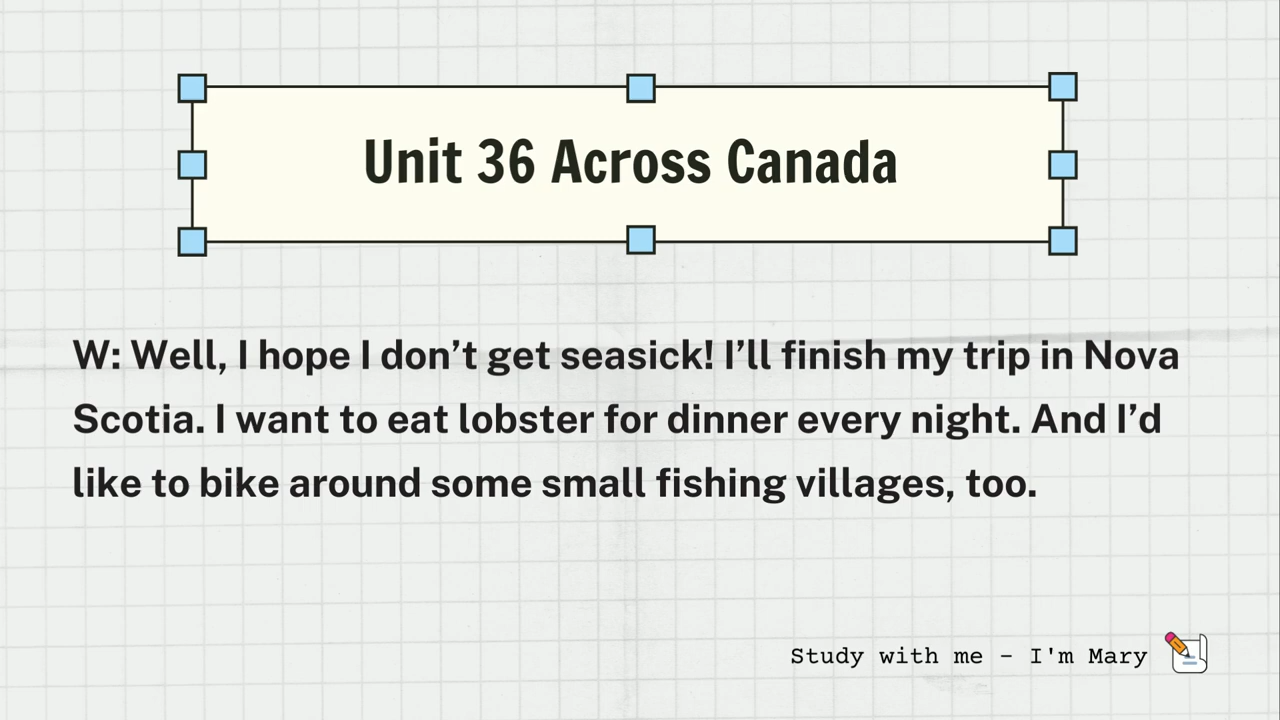 Unit 36 Across Canada
W: Well, I hope I don’t get seasick! I’ll finish my trip in Nova
Scotia. I want to eat lobster for dinner every night. And I’d
like to bike around some small fishing villages, too.
Study with me - I'm Mary